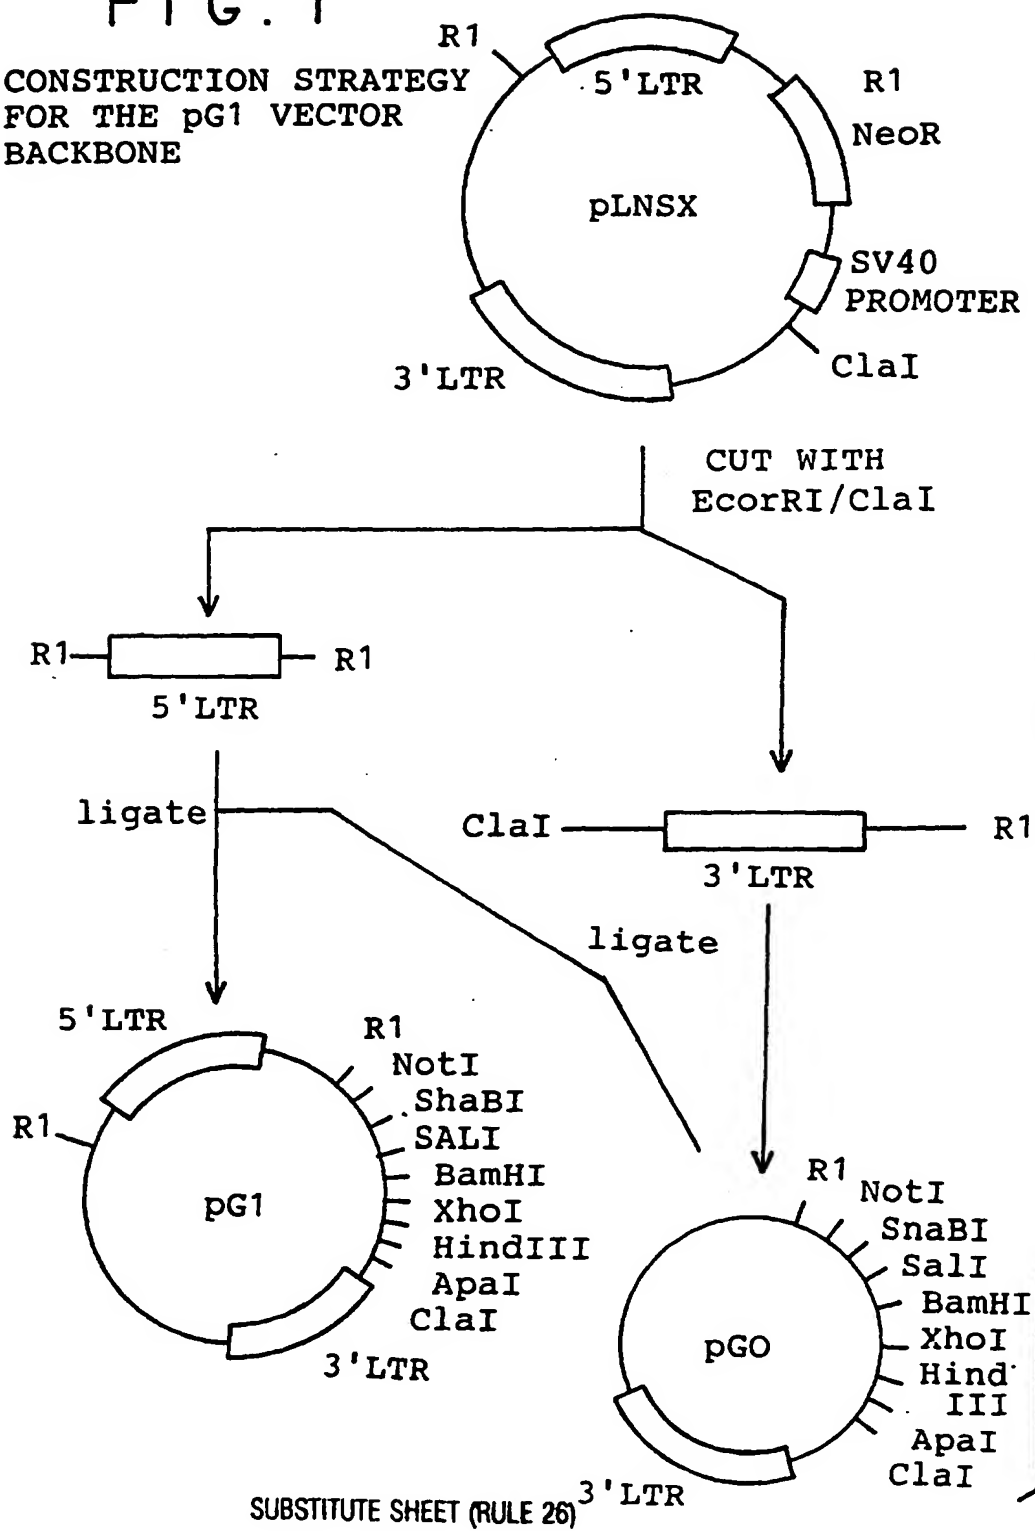 FIG. 1
CONSTRUCTION STRATEGY
FOR THE pG1 VECTOR
BACKBONE
R1
5'LTR
R1
NeoR
pLNSX
SV40
PROMOTER
ClaI
3'LTR
CUT WITH
EcorRI/ClaI
R1
R1
5'LTR
ligate
ClaI
R1
3'LTR
ligate
5'LTR
R1
NotI
ShaBI
SALI
BamHI
XhoI
HindIII
ApaI
ClaI
R1
pG1
3'LTR
R1
NotI
SnaBI
SalI
BamHI
XhoI
Hind
III
ApaI
ClaI
pGO
3'LTR
SUBSTITUTE SHEET (RULE 26)